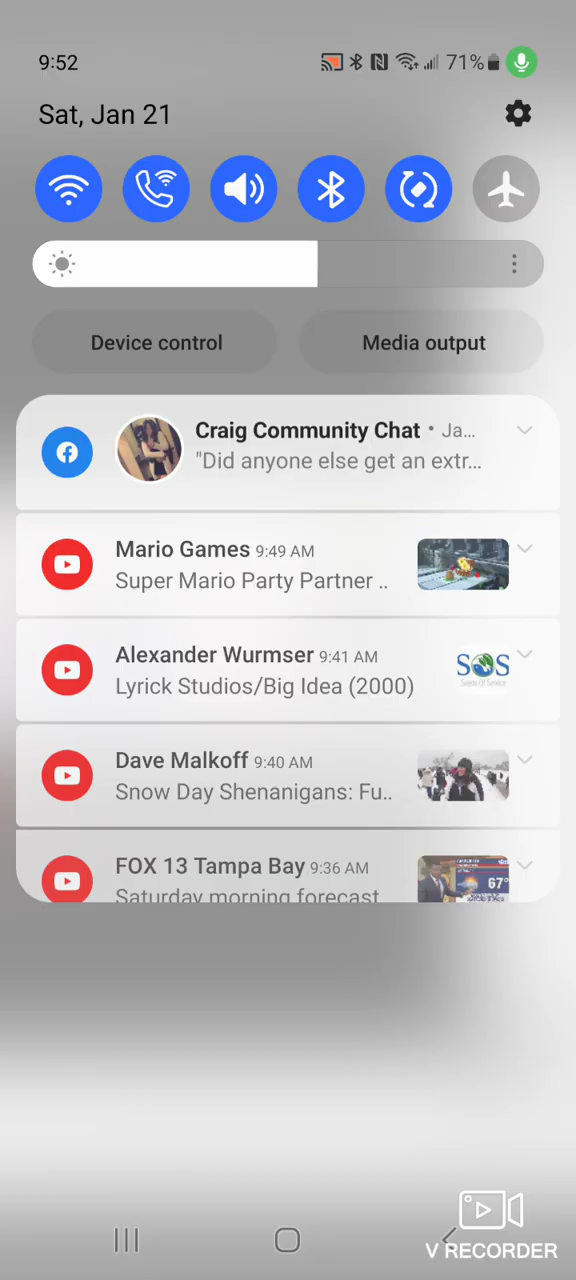 9:52
71%
Sat, Jan 21
Device control
Media output
Craig Community Chat • Ja...
"Did anyone else get an extr...
Mario Games 9:49 AM
Super Mario Party Partner ..
Alexander Wurmser 9:41 AM
Lyrick Studios/Big Idea (2000)
SOS
Dave Malkoff 9:40 AM
Snow Day Shenanigans: Fu..
FOX 13 Tampa Bay 9:36 AM
67°
Saturday morning forecast
V RECORDER